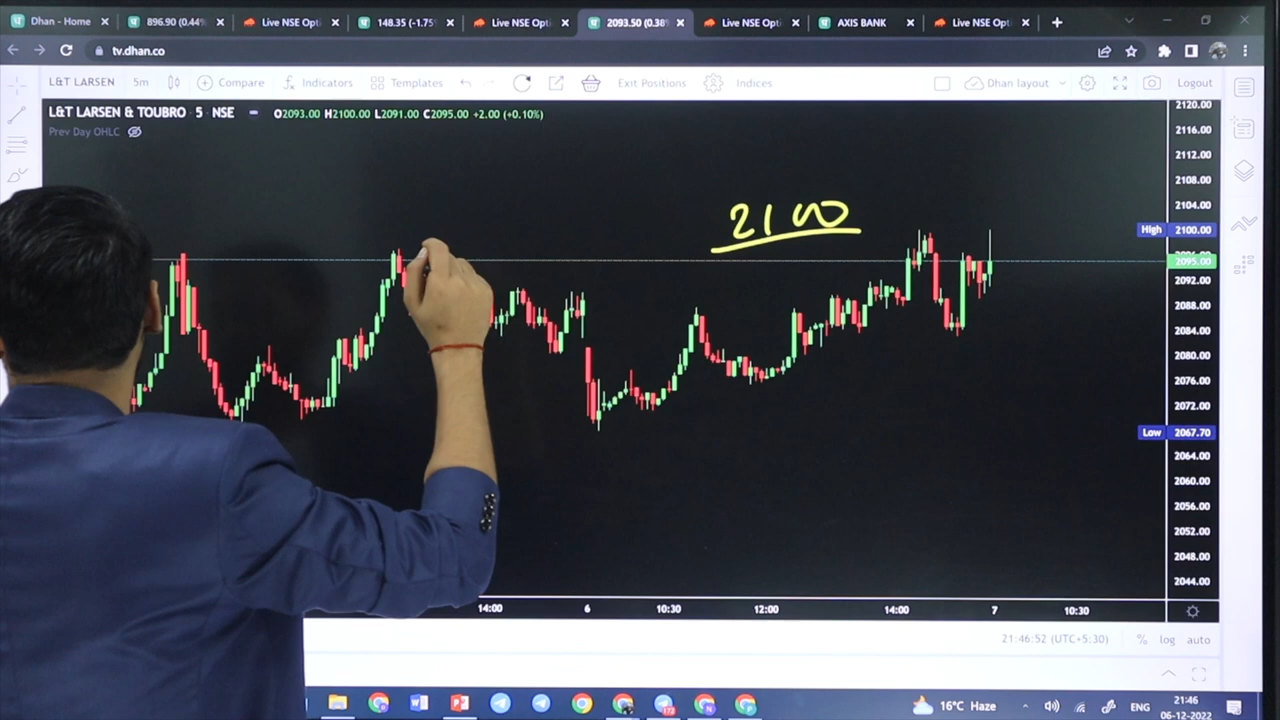 Dhan - Home
896.90 (0.44%
Live NSE Opti
148.35 (-1.75%
Live NSE Opti
2093.50 (0.38%
Live NSE Opti
AXIS BANK
Live NSE Opti
tv.dhan.co
L&T LARSEN 5m Compare Indicators Templates Exit Positions Indices Dhan layout Logout
L&T LARSEN & TOUBRO 5 NSE O2093.00 H2100.00 L2091.00 C2095.00 +2.00 (+0.10%)
Prev Day OHLC
2120.00
2116.00
2112.00
2108.00
2104.00
2100
High 2100.00
2095.00
2092.00
2088.00
2084.00
2080.00
2076.00
2072.00
Low 2067.70
2064.00
2060.00
2056.00
2052.00
2048.00
2044.00
14:00 6 10:30 12:00 14:00 7 10:30
21:46:52 (UTC+5:30) % log auto
16°C Haze ENG 21:46
06-12-2022